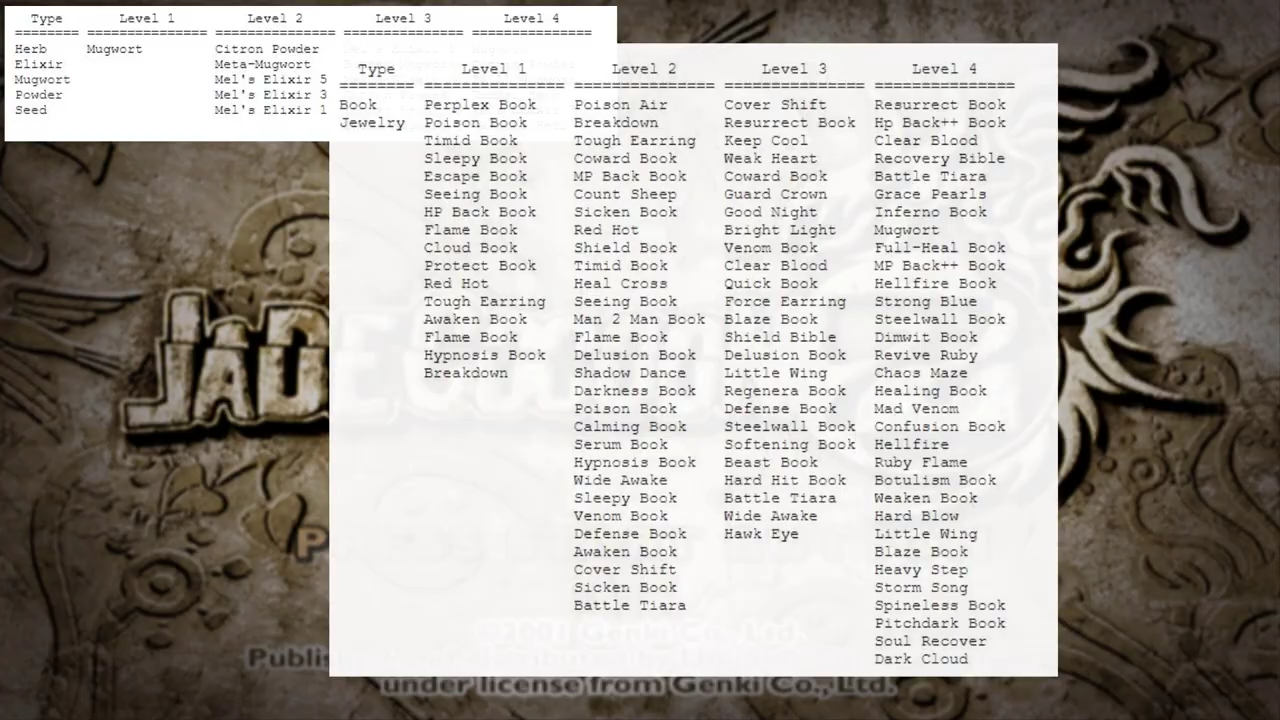 Type Level 1 Level 2 Level 3 Level 4
======== =============== =============== =============== ===============
Herb Mugwort Citron Powder
Elixir Meta-Mugwort
Mugwort Mel's Elixir 5
Powder Mel's Elixir 3
Seed Mel's Elixir 1
Type Level 1 Level 2 Level 3 Level 4
======== =============== =============== =============== ===============
Book Perplex Book Poison Air Cover Shift Resurrect Book
Jewelry Poison Book Breakdown Resurrect Book Hp Back++ Book
Timid Book Tough Earring Keep Cool Clear Blood
Sleepy Book Coward Book Weak Heart Recovery Bible
Escape Book MP Back Book Coward Book Battle Tiara
Seeing Book Count Sheep Guard Crown Grace Pearls
HP Back Book Sicken Book Good Night Inferno Book
Flame Book Red Hot Bright Light Mugwort
Cloud Book Shield Book Venom Book Full-Heal Book
Protect Book Timid Book Clear Blood MP Back++ Book
Red Hot Heal Cross Quick Book Hellfire Book
Tough Earring Seeing Book Force Earring Strong Blue
Awaken Book Man 2 Man Book Blaze Book Steelwall Book
Flame Book Flame Book Shield Bible Dimwit Book
Hypnosis Book Delusion Book Delusion Book Revive Ruby
Breakdown Shadow Dance Little Wing Chaos Maze
Darkness Book Regenera Book Healing Book
Poison Book Defense Book Mad Venom
Calming Book Steelwall Book Confusion Book
Serum Book Softening Book Hellfire
Hypnosis Book Beast Book Ruby Flame
Wide Awake Hard Hit Book Botulism Book
Sleepy Book Battle Tiara Weaken Book
Venom Book Wide Awake Hard Blow
Defense Book Hawk Eye Little Wing
Awaken Book Blaze Book
Cover Shift Heavy Step
Sicken Book Storm Song
Battle Tiara Spineless Book
Pitchdark Book
Soul Recover
Dark Cloud
under license from Genki Co., Ltd.